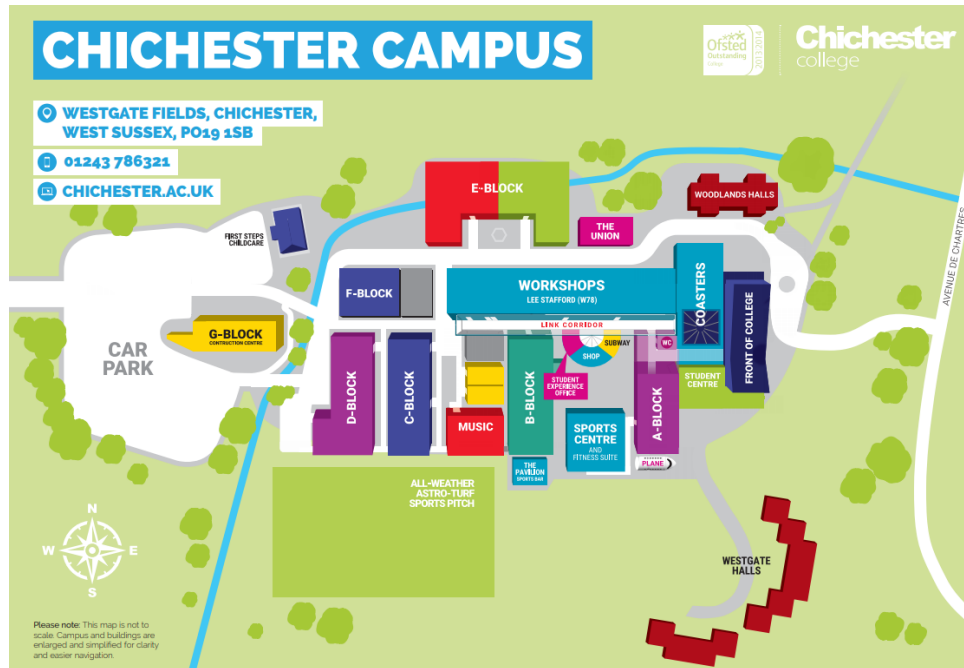 CHICHESTER CAMPUS
Ofsted
Outstanding
College
2013|2014
Chichester
college
WESTGATE FIELDS, CHICHESTER,
WEST SUSSEX, PO19 1SB
01243 786321
CHICHESTER.AC.UK
E-BLOCK
WOODLANDS HALLS
THE
UNION
FIRST STEPS
CHILDCARE
AVENUE DE CHARTRES
F-BLOCK
WORKSHOPS
LEE STAFFORD (W78)
COASTERS
LINK CORRIDOR
FRONT OF COLLEGE
G-BLOCK
CONTRUCTION CENTRE
CAR
PARK
SUBWAY
SHOP
WC
STUDENT
EXPERIENCE
OFFICE
STUDENT
CENTRE
D-BLOCK
C-BLOCK
B-BLOCK
A-BLOCK
MUSIC
SPORTS
CENTRE
AND
FITNESS SUITE
THE
PAVILION
SPORTS BAR
PLANE
ALL-WEATHER
ASTRO-TURF
SPORTS PITCH
N
W
E
S
WESTGATE
HALLS
Please note: This map is not to
scale. Campus and buildings are
enlarged and simplified for clarity
and easier navigation.